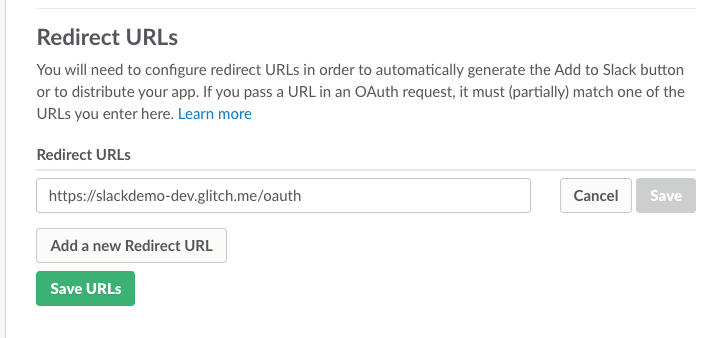 Redirect URLs
You will need to configure redirect URLs in order to automatically generate the Add to Slack button
or to distribute your app. If you pass a URL in an OAuth request, it must (partially) match one of the
URLs you enter here. Learn more
Redirect URLs
https://slackdemo-dev.glitch.me/oauth
Cancel
Save
Add a new Redirect URL
Save URLs